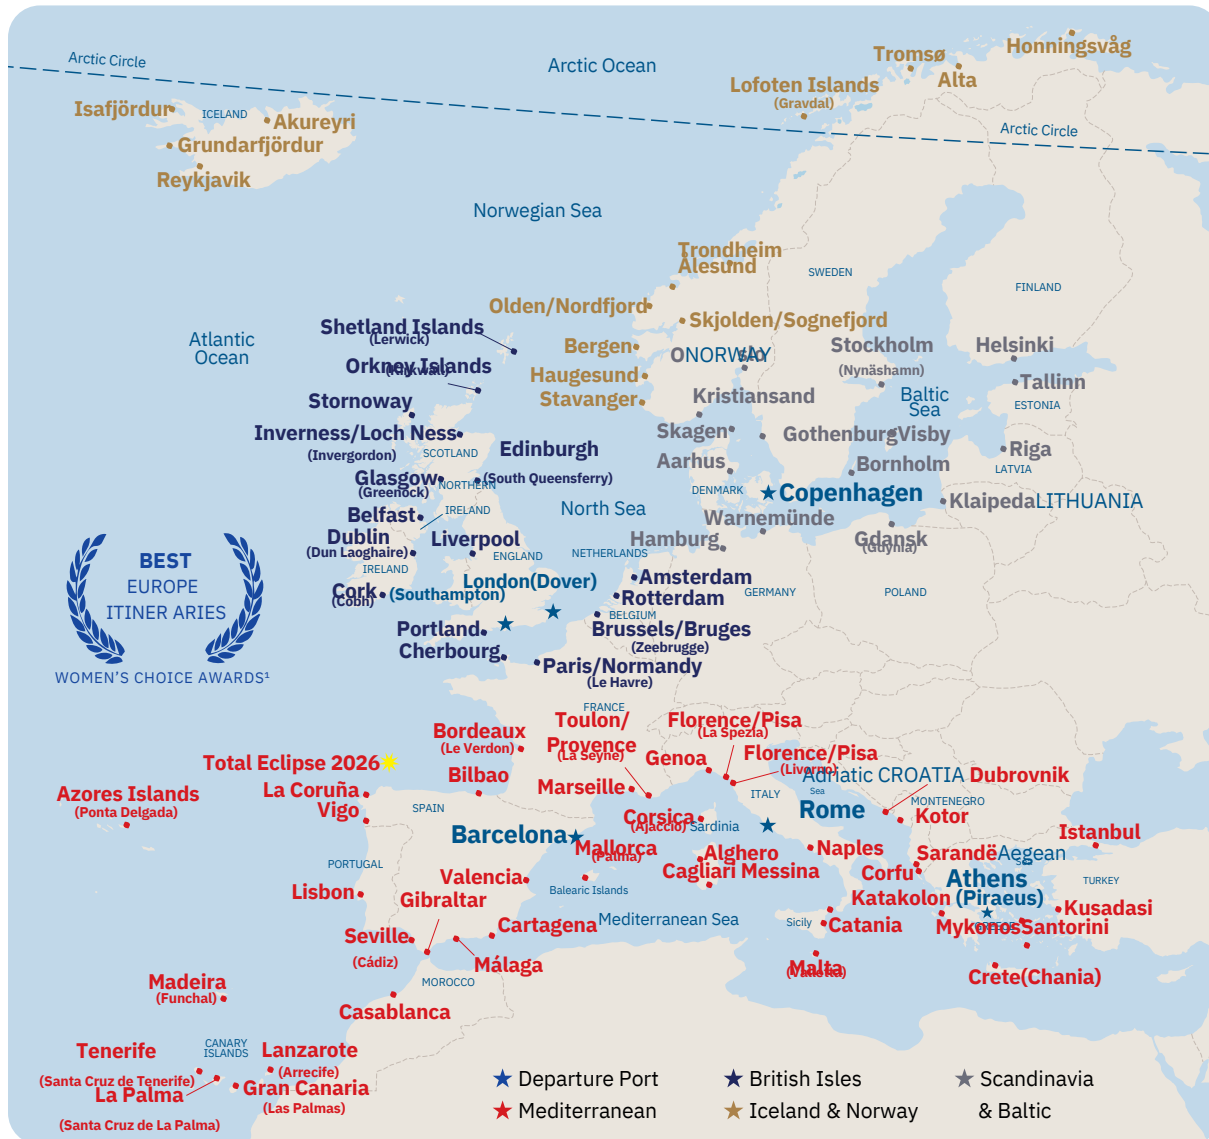 Arctic Circle
Arctic Ocean
Tromsø
Honningsvåg
Alta
Lofoten Islands
(Gravdal)
Arctic Circle
Isafjördur
ICELAND
Akureyri
Grundarfjördur
Reykjavik
Norwegian Sea
Trondheim
Ålesund
SWEDEN
FINLAND
Olden/Nordfjord
Skjolden/Sognefjord
Atlantic
Ocean
Shetland Islands
(Lerwick)
Bergen
Oslo
NORWAY
Stockholm
(Nynäshamn)
Helsinki
Orkney Islands
(Kirkwall)
Haugesund
Tallinn
Stavanger
Kristiansand
Baltic
Sea
ESTONIA
Stornoway
Inverness/Loch Ness
(Invergordon)
SCOTLAND
Edinburgh
(South Queensferry)
Skagen
Gothenburg
Visby
Riga
LATVIA
Aarhus
Bornholm
Glasgow
(Greenock)
NORTHERN
IRELAND
DENMARK
Copenhagen
Klaipeda
LITHUANIA
Belfast
North Sea
Warnemünde
Dublin
(Dun Laoghaire)
Liverpool
Hamburg
Gdansk
(Gdynia)
IRELAND
ENGLAND
NETHERLANDS
BEST
EUROPE
ITINER ARIES
WOMEN'S CHOICE AWARDS¹
London(Dover)
Amsterdam
Cork
(Cobh)
(Southampton)
Rotterdam
GERMANY
POLAND
BELGIUM
Portland
Brussels/Bruges
(Zeebrugge)
Cherbourg
Paris/Normandy
(Le Havre)
FRANCE
Bordeaux
(Le Verdon)
Toulon/
Provence
(La Seyne)
Florence/Pisa
(La Spezia)
Genoa
Florence/Pisa
(Livorno)
Total Eclipse 2026
Bilbao
Marseille
Adriatic
Sea
CROATIA
Dubrovnik
La Coruña
Vigo
SPAIN
ITALY
MONTENEGRO
Azores Islands
(Ponta Delgada)
Corsica
(Ajaccio)
Sardinia
Rome
Kotor
Barcelona
Istanbul
Mallorca
(Palma)
Alghero
Naples
Sarandë
Aegean
Sea
PORTUGAL
Cagliari
Messina
Corfu
Athens
(Piraeus)
TURKEY
Valencia
Balearic Islands
Lisbon
Gibraltar
Katakolon
Kusadasi
Mediterranean Sea
Sicily
Catania
Mykonos
GREECE
Santorini
Seville
(Cádiz)
Cartagena
Málaga
Malta
(Valletta)
Crete(Chania)
Madeira
(Funchal)
MOROCCO
Casablanca
Tenerife
(Santa Cruz de Tenerife)
CANARY
ISLANDS
Lanzarote
(Arrecife)
La Palma
(Santa Cruz de La Palma)
Gran Canaria
(Las Palmas)
Departure Port
British Isles
Scandinavia
& Baltic
Mediterranean
Iceland & Norway